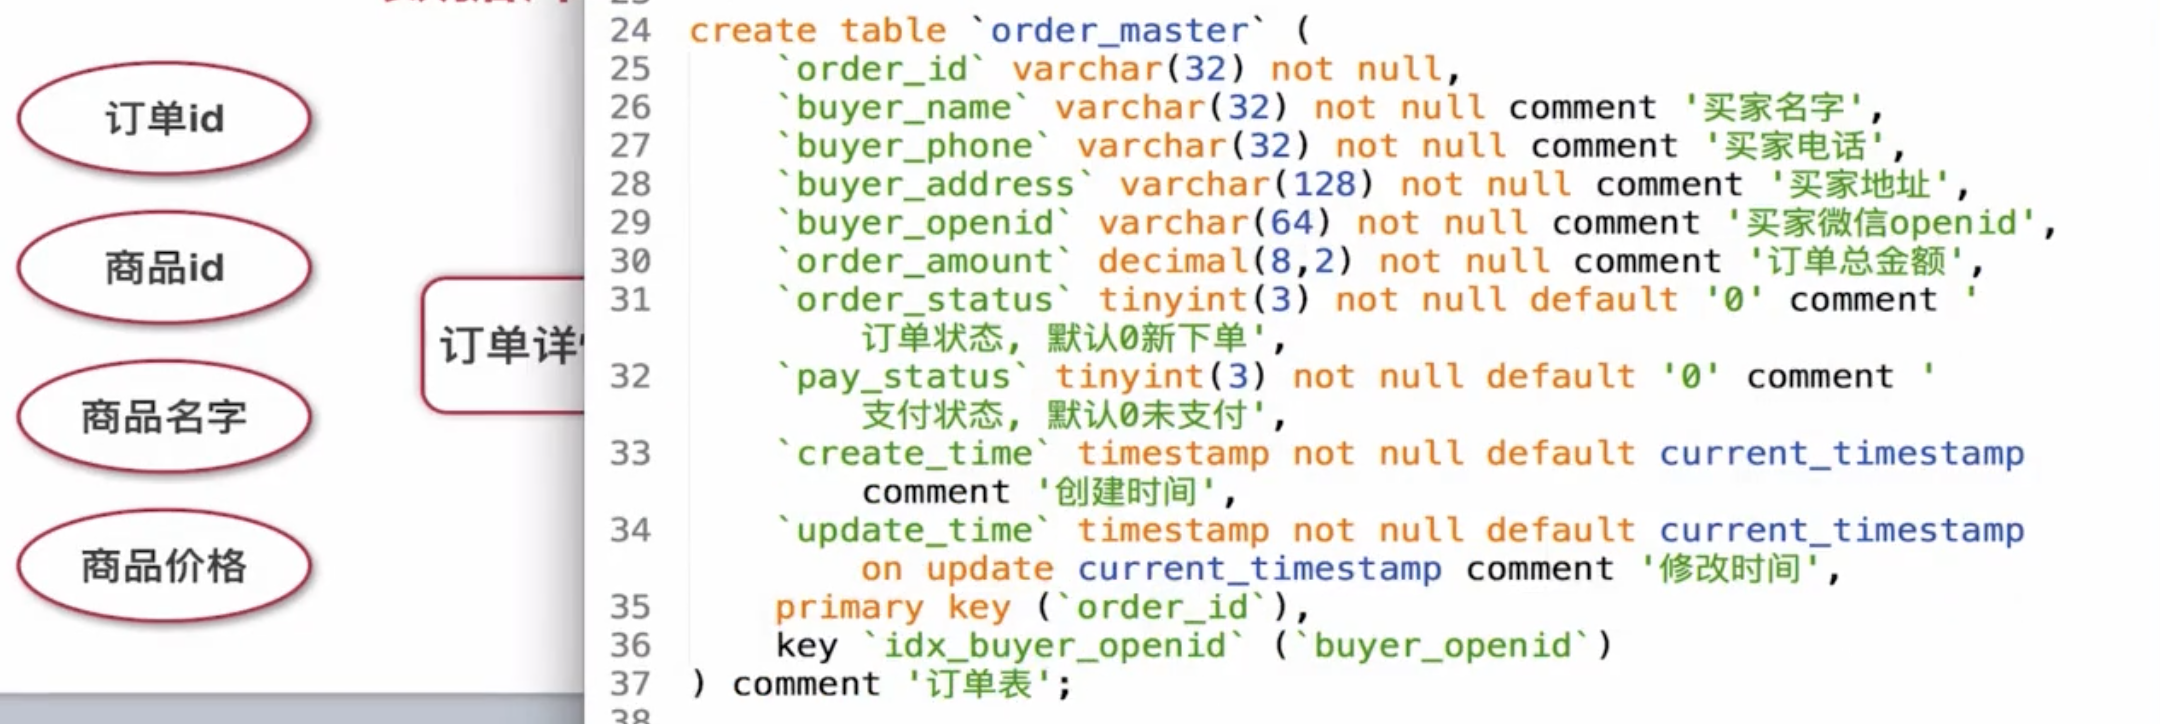 订单id
商品id
商品名字
商品价格
订单详
24 create table `order_master` (
25 `order_id` varchar(32) not null,
26 `buyer_name` varchar(32) not null comment '买家名字',
27 `buyer_phone` varchar(32) not null comment '买家电话',
28 `buyer_address` varchar(128) not null comment '买家地址',
29 `buyer_openid` varchar(64) not null comment '买家微信openid',
30 `order_amount` decimal(8,2) not null comment '订单总金额',
31 `order_status` tinyint(3) not null default '0' comment '
订单状态, 默认0新下单',
32 `pay_status` tinyint(3) not null default '0' comment '
支付状态, 默认0未支付',
33 `create_time` timestamp not null default current_timestamp
comment '创建时间',
34 `update_time` timestamp not null default current_timestamp
on update current_timestamp comment '修改时间',
35 primary key (`order_id`),
36 key `idx_buyer_openid` (`buyer_openid`)
37 ) comment '订单表';
38